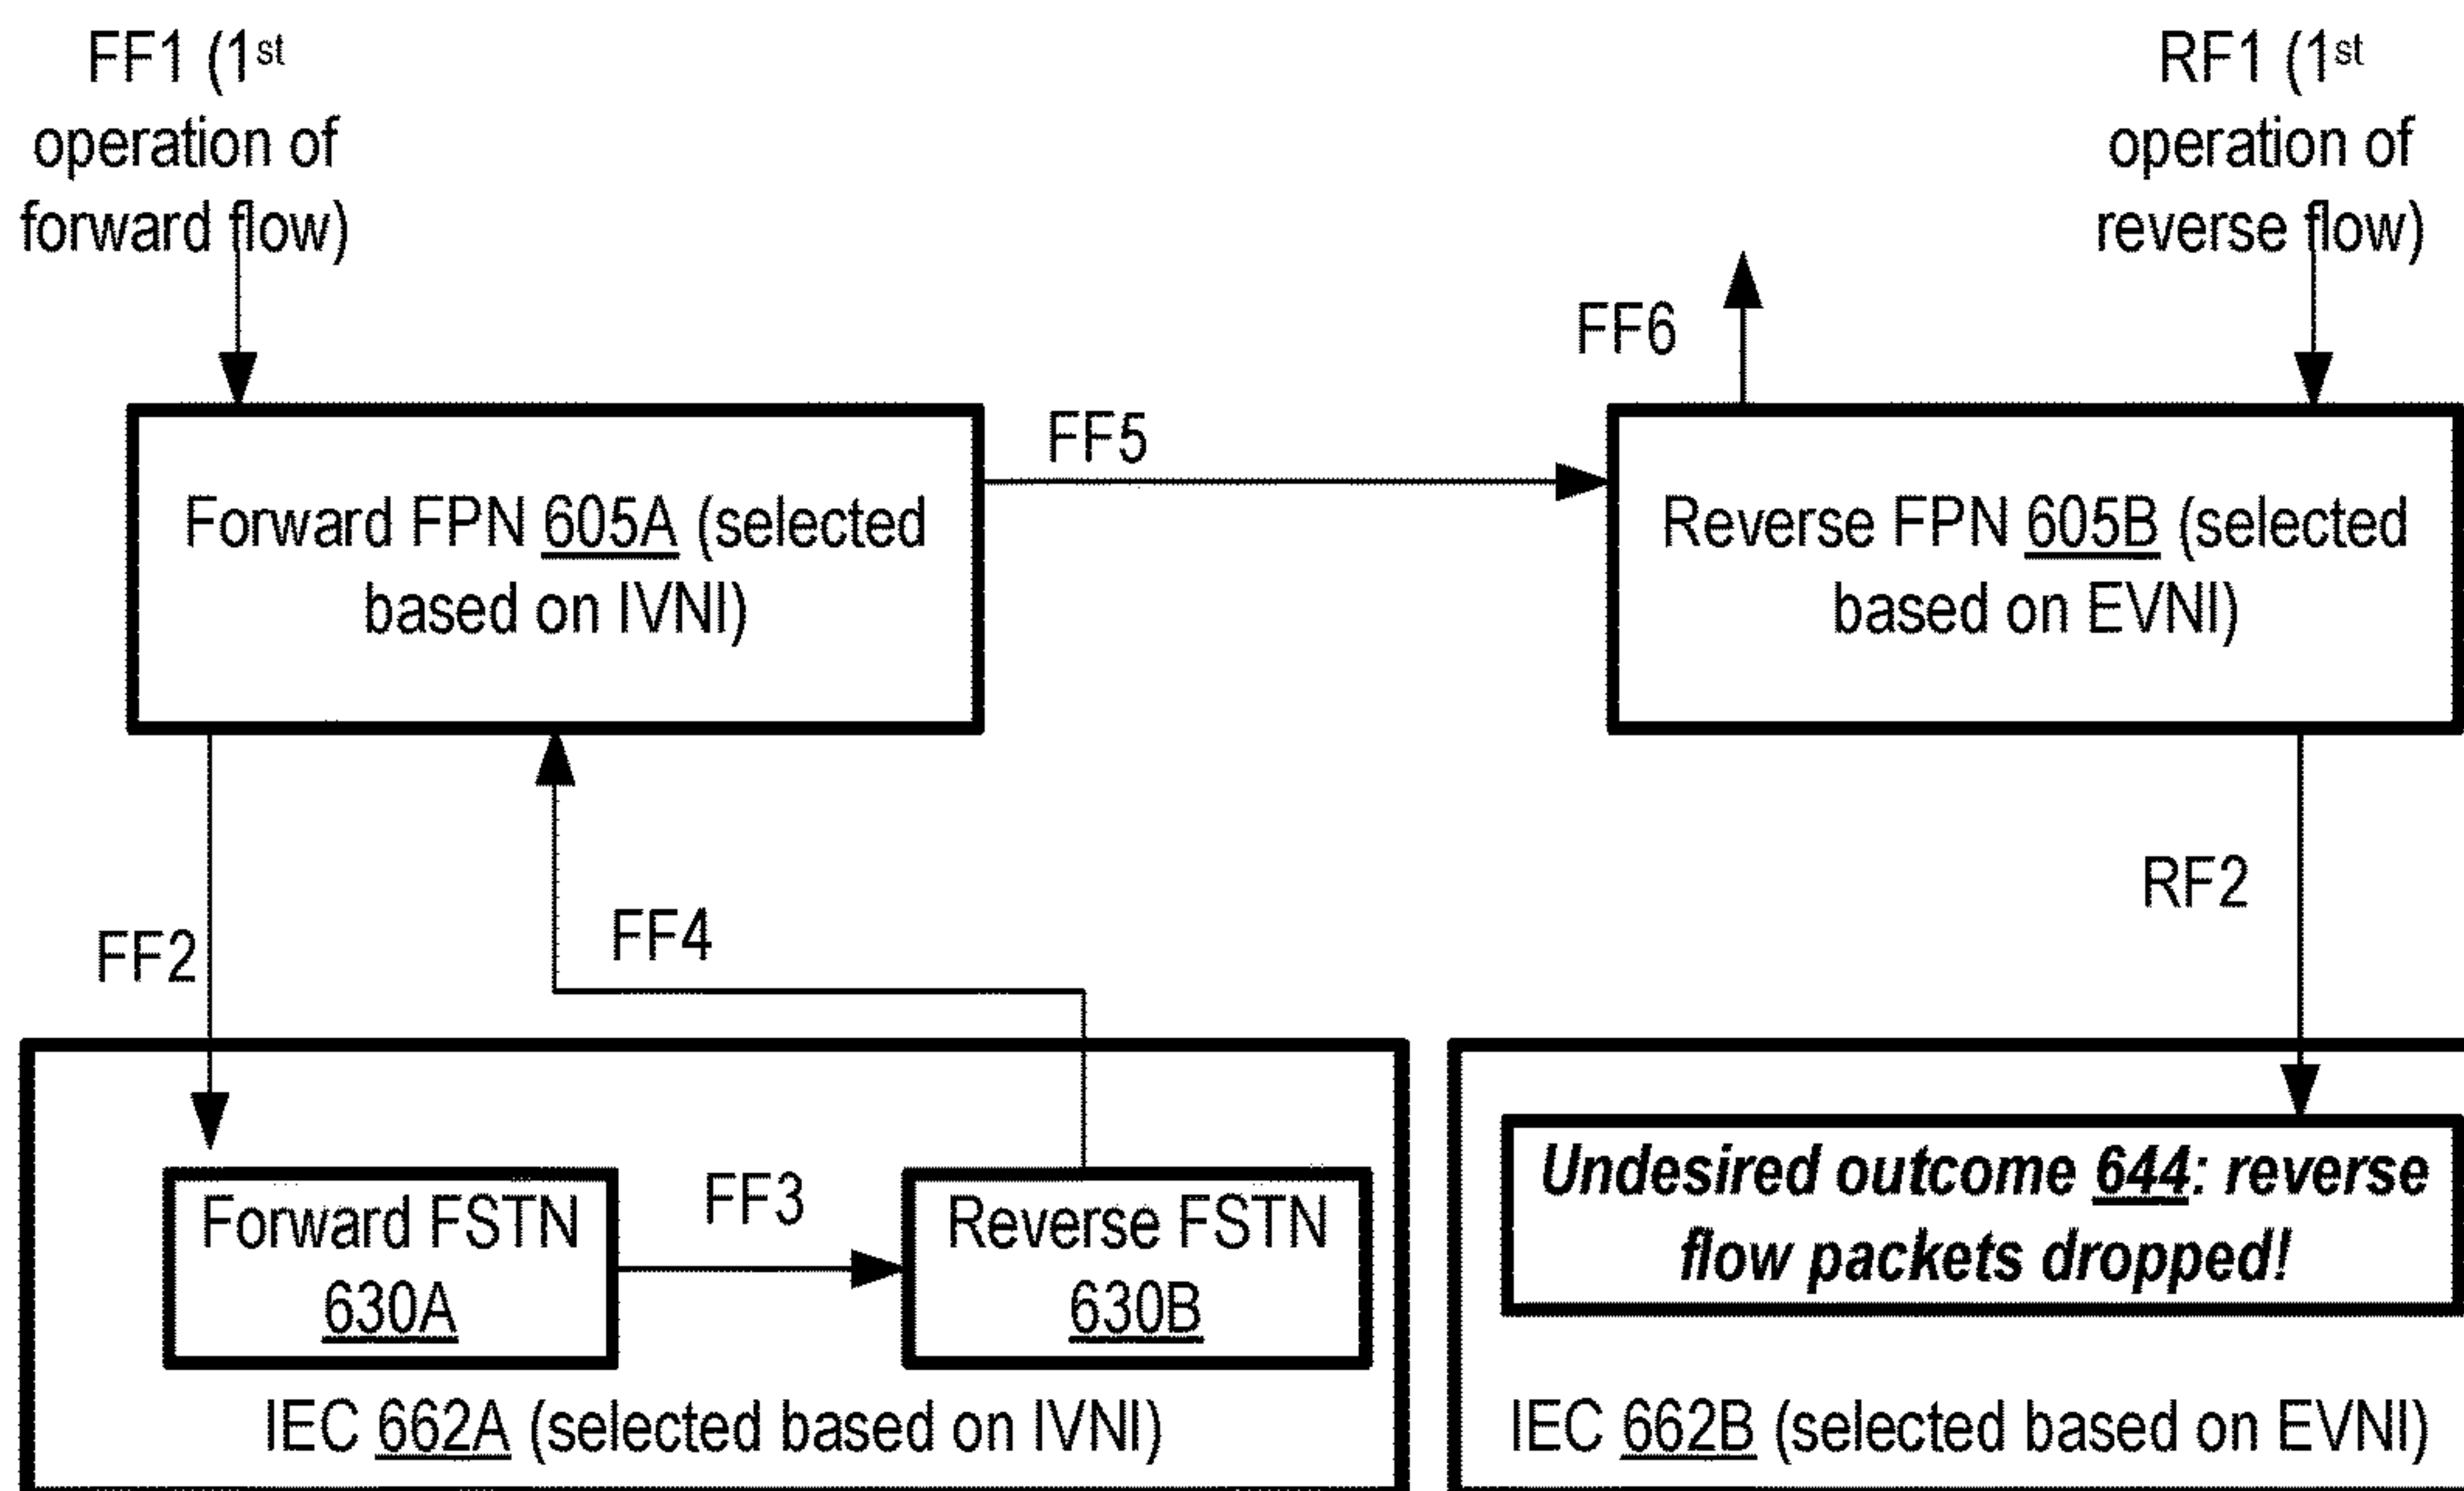 FF1 (1st
operation of
forward flow)
RF1 (1st
operation of
reverse flow)
FF6
FF5
Forward FPN 605A (selected
based on IVNI)
Reverse FPN 605B (selected
based on EVNI)
FF2
FF4
RF2
Forward FSTN
630A
FF3
Reverse FSTN
630B
IEC 662A (selected based on IVNI)
Undesired outcome 644: reverse
flow packets dropped!
IEC 662B (selected based on EVNI)